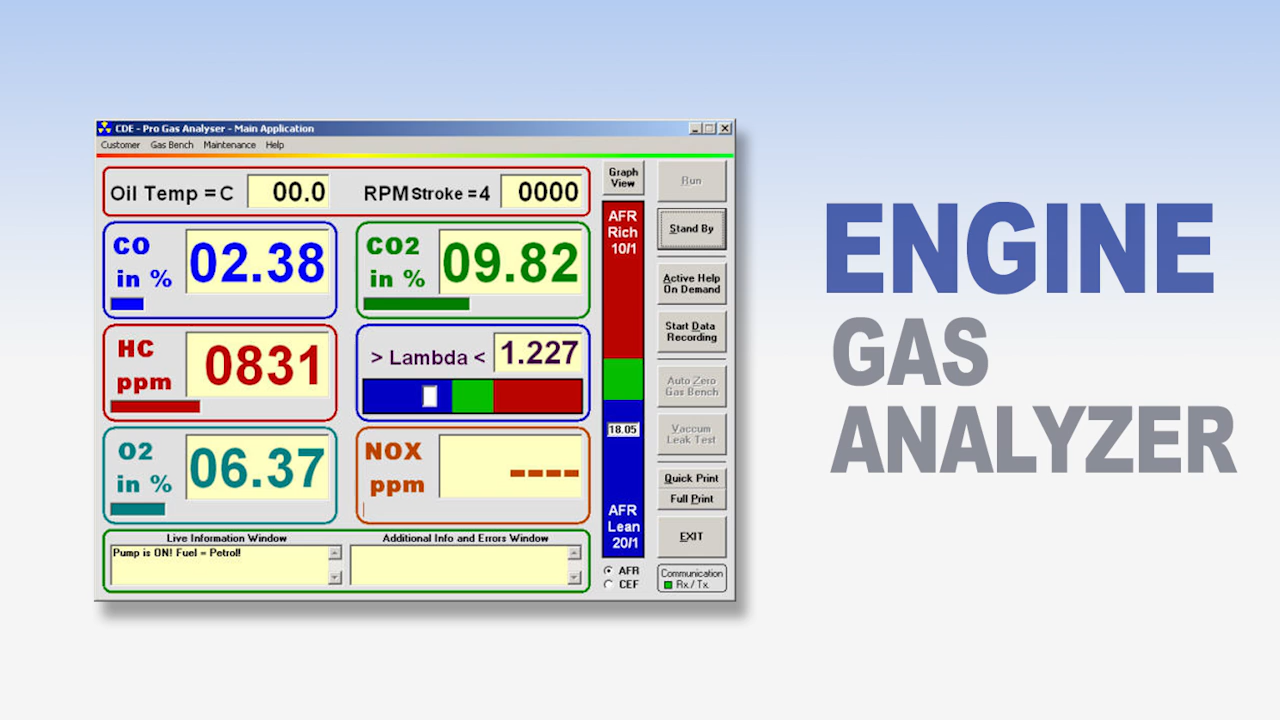 CDE - Pro Gas Analyser - Main Application
Customer Gas Bench Maintenance Help
Oil Temp = C 00.0 RPM Stroke = 4 0000
CO in % 02.38
CO2 in % 09.82
HC ppm 0831
> Lambda < 1.227
O2 in % 06.37
NOX ppm ----
Live Information Window
Pump is ON! Fuel = Petrol!
Additional Info and Errors Window
Graph
View
AFR
Rich
10/1
18.05
AFR
Lean
20/1
AFR
CEF
Run
Stand By
Active Help
On Demand
Start Data
Recording
Auto Zero
Gas Bench
Vaccum
Leak Test
Quick Print
Full Print
EXIT
Communication
Rx / Tx
ENGINE
GAS
ANALYZER